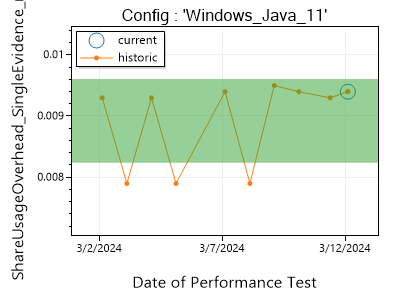 Config : 'Windows_Java_11'
ShareUsageOverhead_SingleEvidence_
current
historic
0.01
0.009
0.008
3/2/2024
3/7/2024
3/12/2024
Date of Performance Test